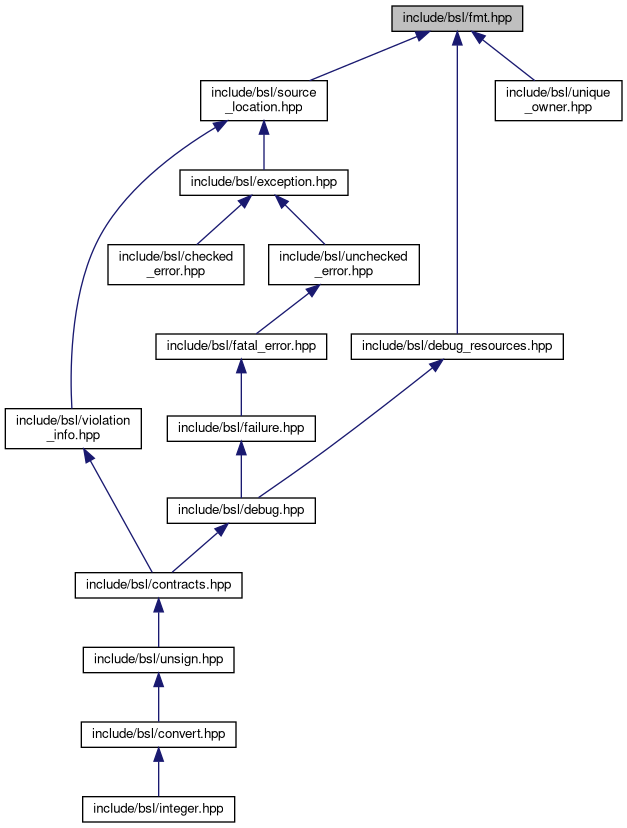 include/bsl/fmt.hpp
include/bsl/source
_location.hpp
include/bsl/unique
_owner.hpp
include/bsl/exception.hpp
include/bsl/checked
_error.hpp
include/bsl/unchecked
_error.hpp
include/bsl/fatal_error.hpp
include/bsl/debug_resources.hpp
include/bsl/violation
_info.hpp
include/bsl/failure.hpp
include/bsl/debug.hpp
include/bsl/contracts.hpp
include/bsl/unsign.hpp
include/bsl/convert.hpp
include/bsl/integer.hpp